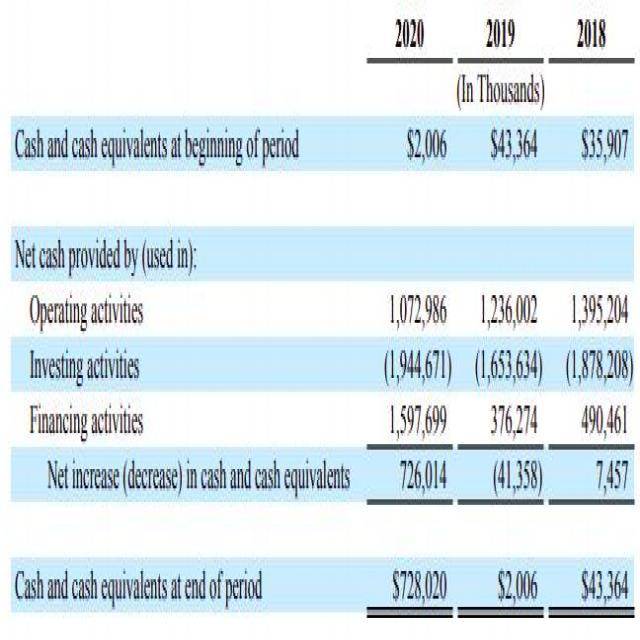 2020 2019 2018
(In Thousands)
Cash and cash equivalents at beginning of period $2,006 $43,364 $35,907
Net cash provided by (used in):
Operating activities 1,072,986 1,236,002 1,395,204
Investing activities (1,944,671) (1,653,634) (1,878,208)
Financing activities 1,597,699 376,274 490,461
Net increase (decrease) in cash and cash equivalents 726,014 (41,358) 7,457
Cash and cash equivalents at end of period $728,020 $2,006 $43,364